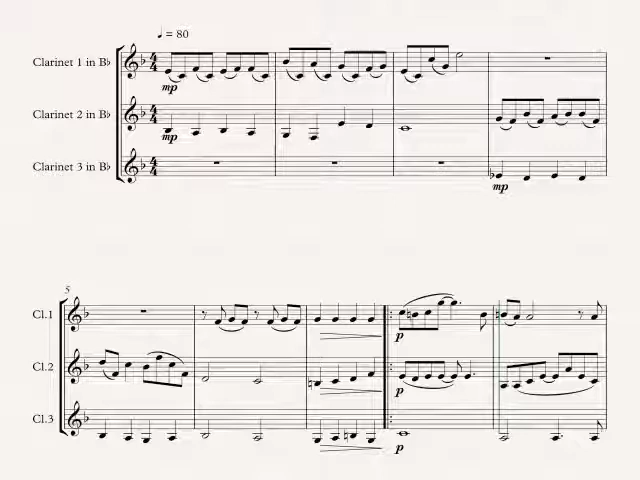 ♩ = 80
Clarinet 1 in B♭
mp
Clarinet 2 in B♭
mp
Clarinet 3 in B♭
mp
5
Cl.1
p
Cl.2
p
Cl.3
p